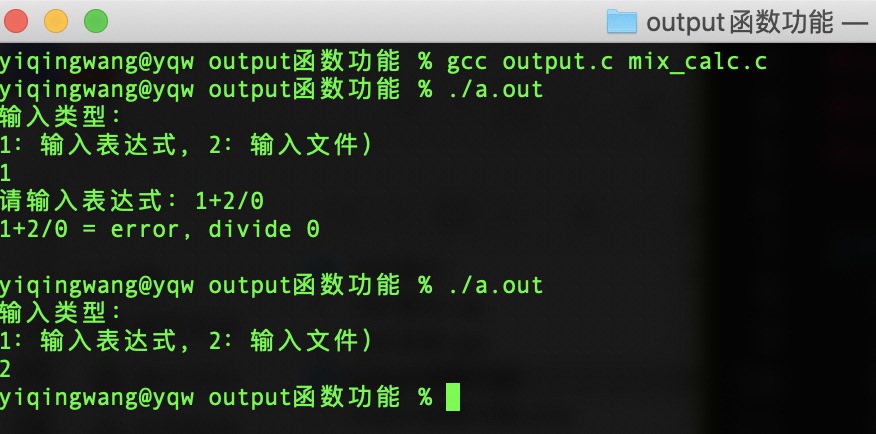 output函数功能 —
yiqingwang@yqw output函数功能 % gcc output.c mix_calc.c
yiqingwang@yqw output函数功能 % ./a.out
输入类型:
1: 输入表达式, 2: 输入文件)
1
请输入表达式: 1+2/0
1+2/0 = error, divide 0
yiqingwang@yqw output函数功能 % ./a.out
输入类型:
1: 输入表达式, 2: 输入文件)
2
yiqingwang@yqw output函数功能 %